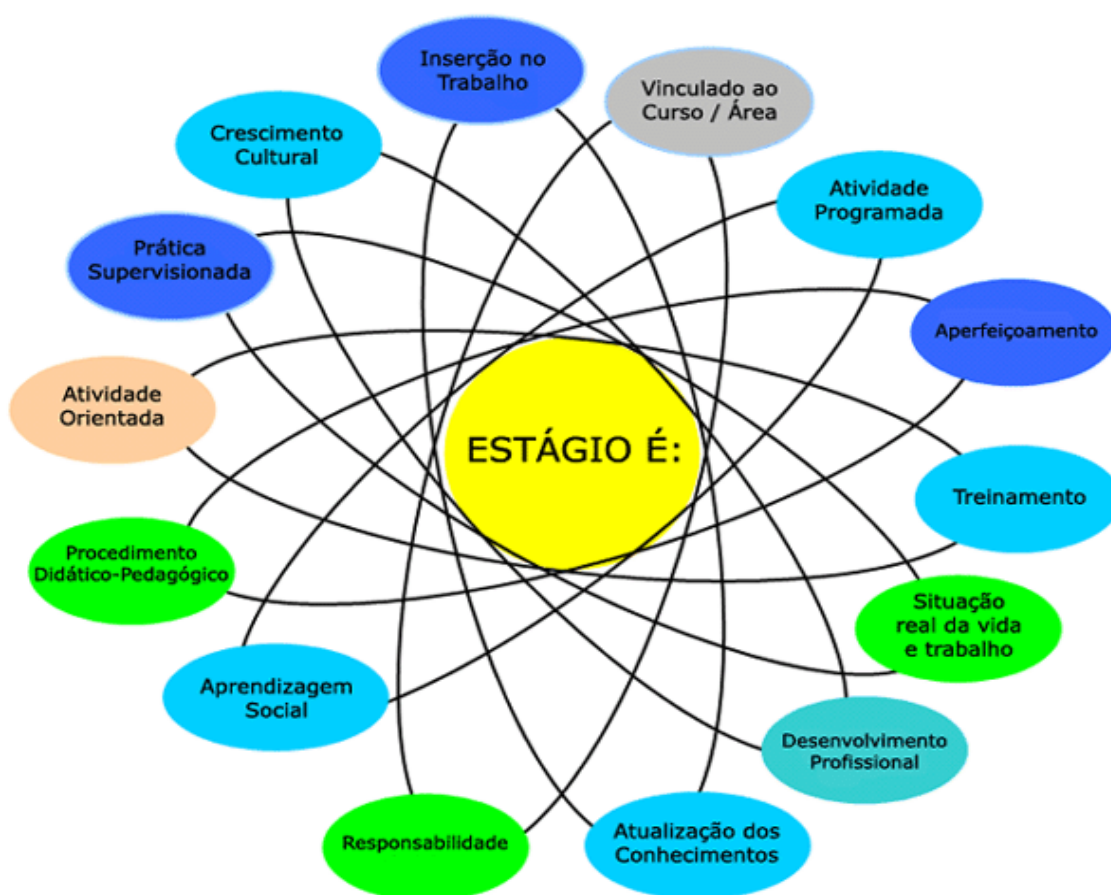 Inserção no
Trabalho
Vinculado ao
Curso / Área
Crescimento
Cultural
Atividade
Programada
Prática
Supervisionada
Aperfeiçoamento
Atividade
Orientada
ESTÁGIO É:
Treinamento
Procedimento
Didático-Pedagógico
Situação
real da vida
e trabalho
Aprendizagem
Social
Desenvolvimento
Profissional
Responsabilidade
Atualização dos
Conhecimentos